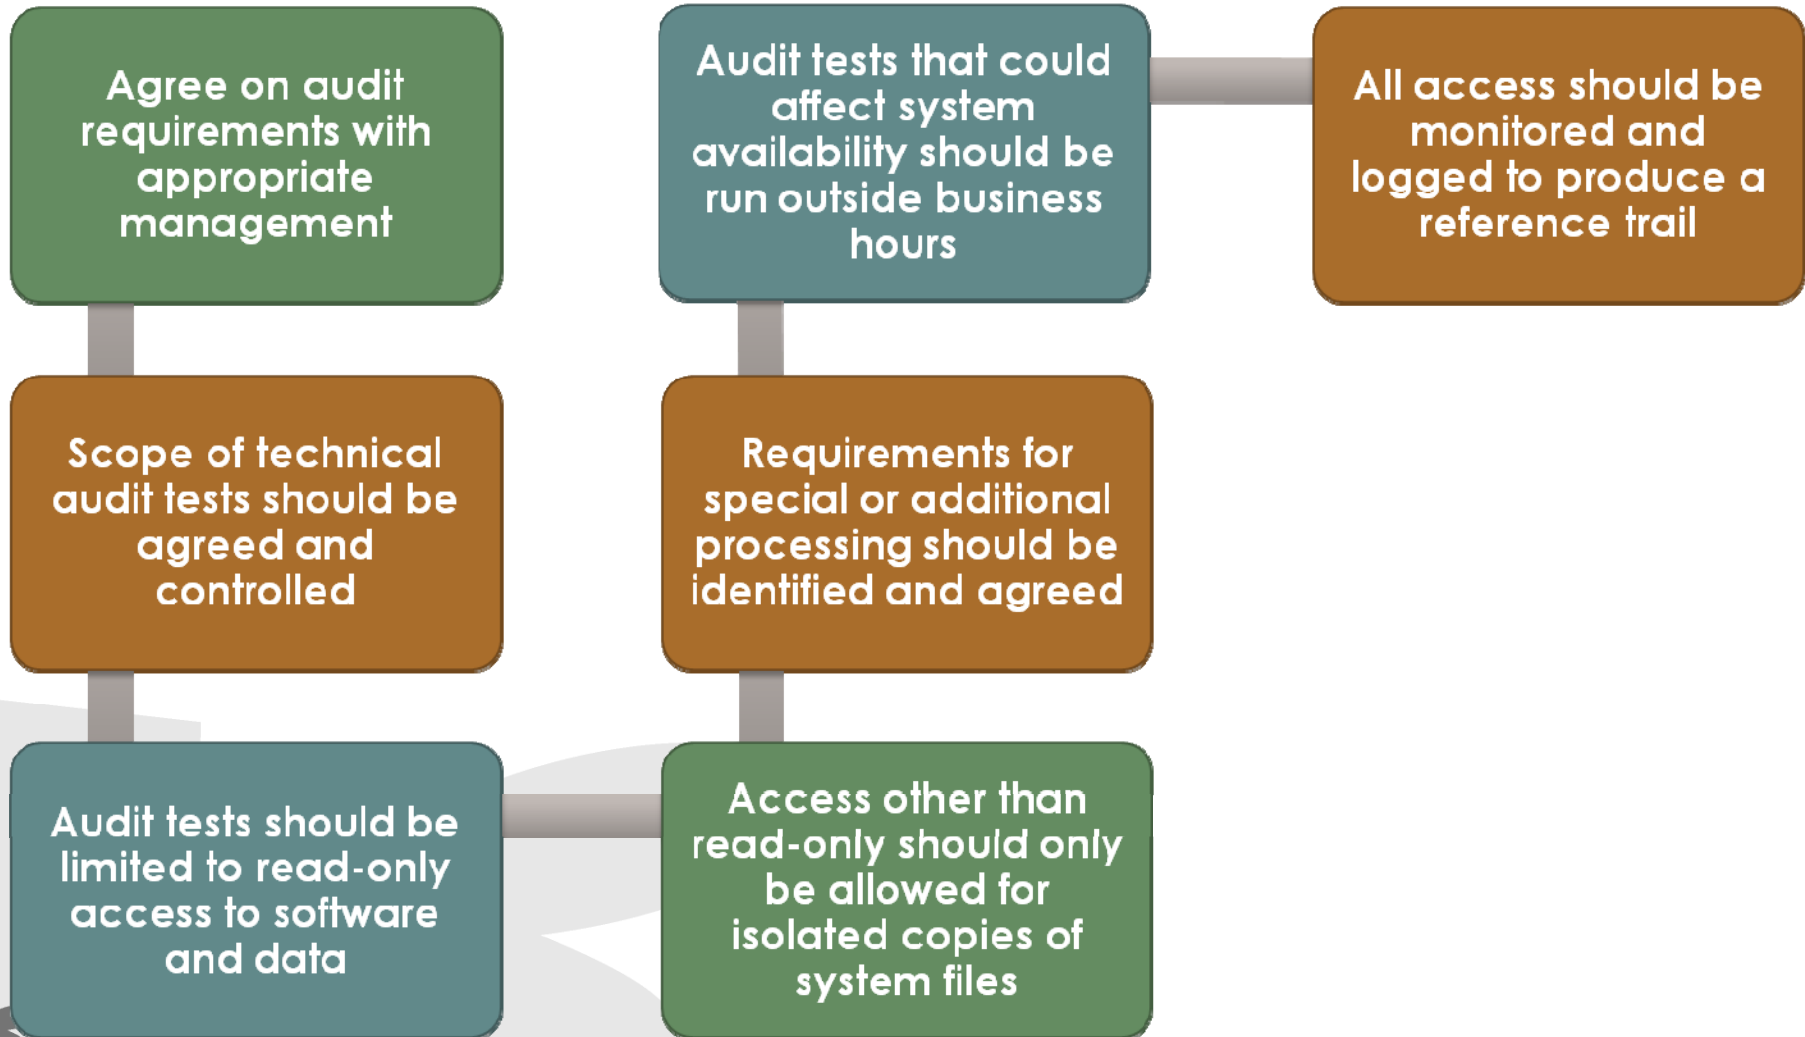 Agree on audit
requirements with
appropriate
management
Scope of technical
audit tests should be
agreed and
controlled
Audit tests should be
limited to read-only
access to software
and data
Access other than
read-only should only
be allowed for
isolated copies of
system files
Requirements for
special or additional
processing should be
identified and agreed
Audit tests that could
affect system
availability should be
run outside business
hours
All access should be
monitored and
logged to produce a
reference trail